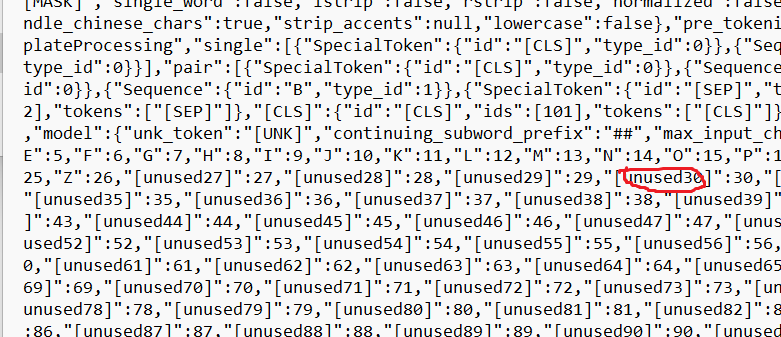 [MASK]","single_word":false,"lstrip":false,"rstrip":false,"normalized":false
ndle_chinese_chars":true,"strip_accents":null,"lowercase":false},"pre_tokeni
plateProcessing","single":[{"SpecialToken":{"id":"[CLS]","type_id":0}},{"Seq
type_id":0}}],"pair":[{"SpecialToken":{"id":"[CLS]","type_id":0}},{"Sequence
id":0}},{"Sequence":{"id":"B","type_id":1}},{"SpecialToken":{"id":"[SEP]","t
2],"tokens":["[SEP]"]},"[CLS]":{"id":"[CLS]","ids":[101],"tokens":["[CLS]"]}
,"model":{"unk_token":"[UNK]","continuing_subword_prefix":"##","max_input_ch
E":5,"F":6,"G":7,"H":8,"I":9,"J":10,"K":11,"L":12,"M":13,"N":14,"O":15,"P":1
25,"Z":26,"[unused27]":27,"[unused28]":28,"[unused29]":29,"[unused30]":30,"[
"[unused35]":35,"[unused36]":36,"[unused37]":37,"[unused38]":38,"[unused39]"
]":43,"[unused44]":44,"[unused45]":45,"[unused46]":46,"[unused47]":47,"[unus
used52]":52,"[unused53]":53,"[unused54]":54,"[unused55]":55,"[unused56]":56,
0,"[unused61]":61,"[unused62]":62,"[unused63]":63,"[unused64]":64,"[unused65
69]":69,"[unused70]":70,"[unused71]":71,"[unused72]":72,"[unused73]":73,"[un
unused78]":78,"[unused79]":79,"[unused80]":80,"[unused81]":81,"[unused82]":8
:86,"[unused87]":87,"[unused88]":88,"[unused89]":89,"[unused90]":90,"[unused